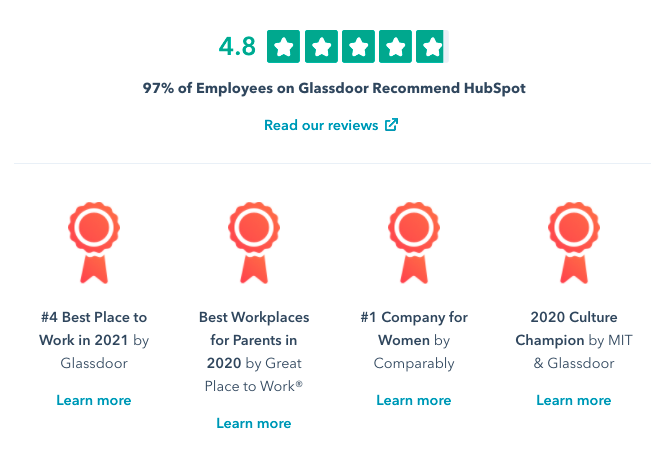 4.8
97% of Employees on Glassdoor Recommend HubSpot
Read our reviews
#4 Best Place to
Work in 2021 by
Glassdoor
Learn more
Best Workplaces
for Parents in
2020 by Great
Place to Work®
Learn more
#1 Company for
Women by
Comparably
Learn more
2020 Culture
Champion by MIT
& Glassdoor
Learn more